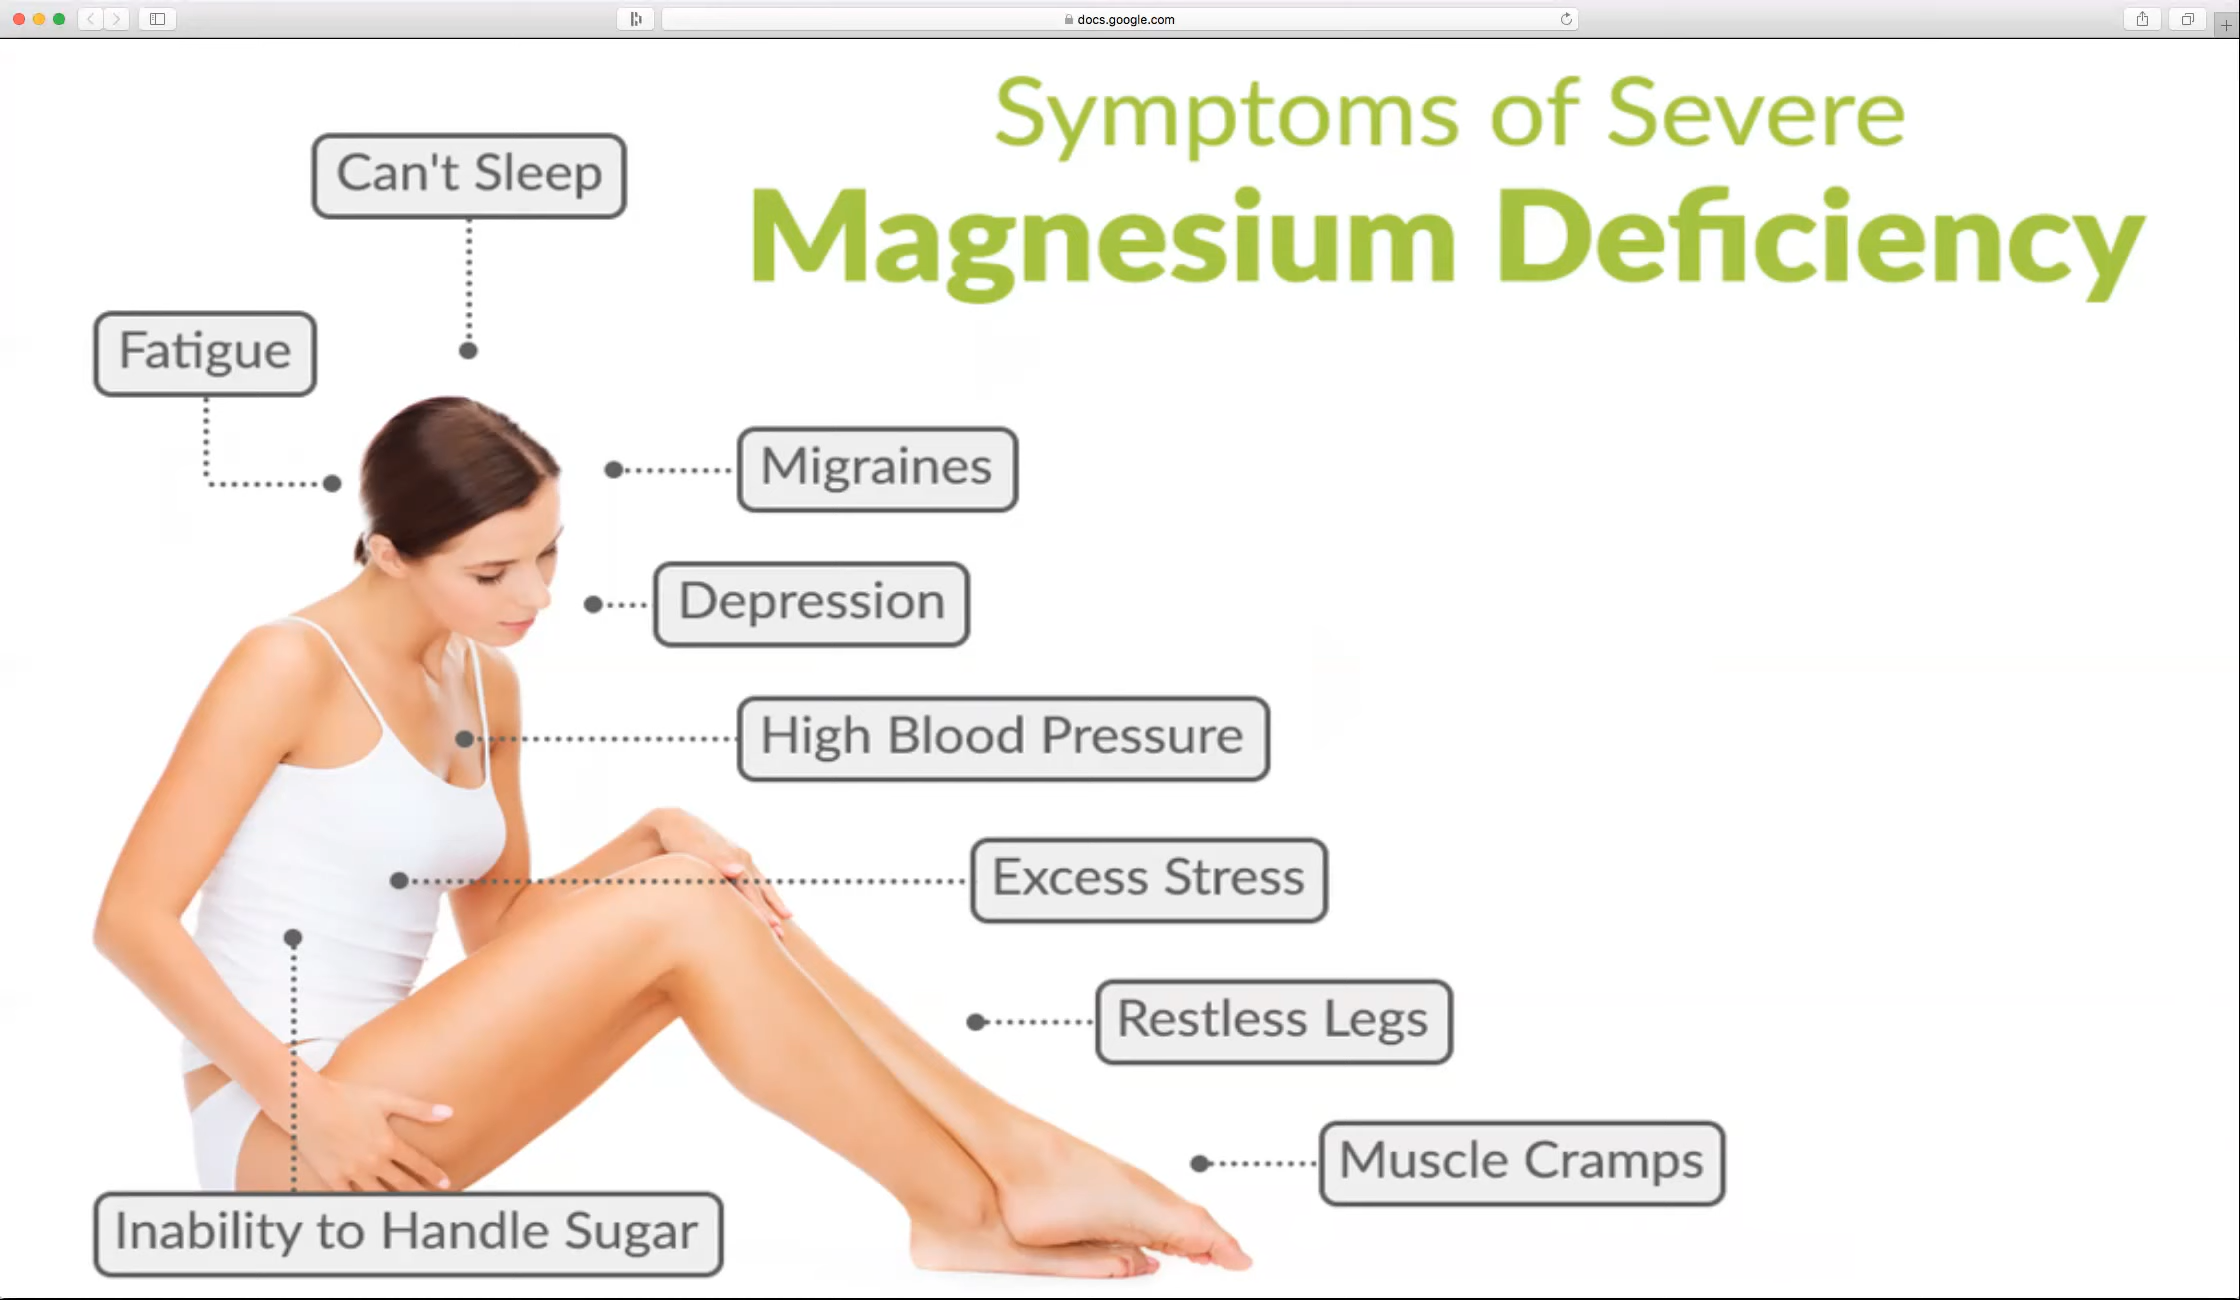 docs.google.com
Symptoms of Severe
Magnesium Deficiency
Can't Sleep
Fatigue
Migraines
Depression
High Blood Pressure
Excess Stress
Restless Legs
Muscle Cramps
Inability to Handle Sugar